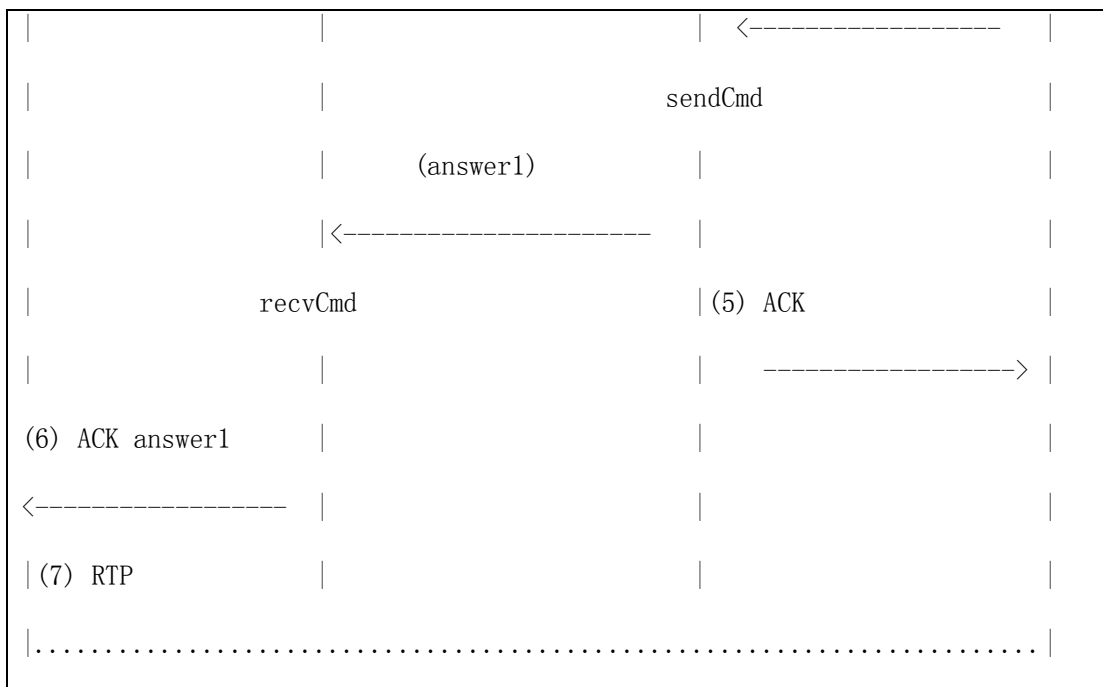 sendCmd
(answer1)
recvCmd
(5) ACK
(6) ACK answer1
(7) RTP